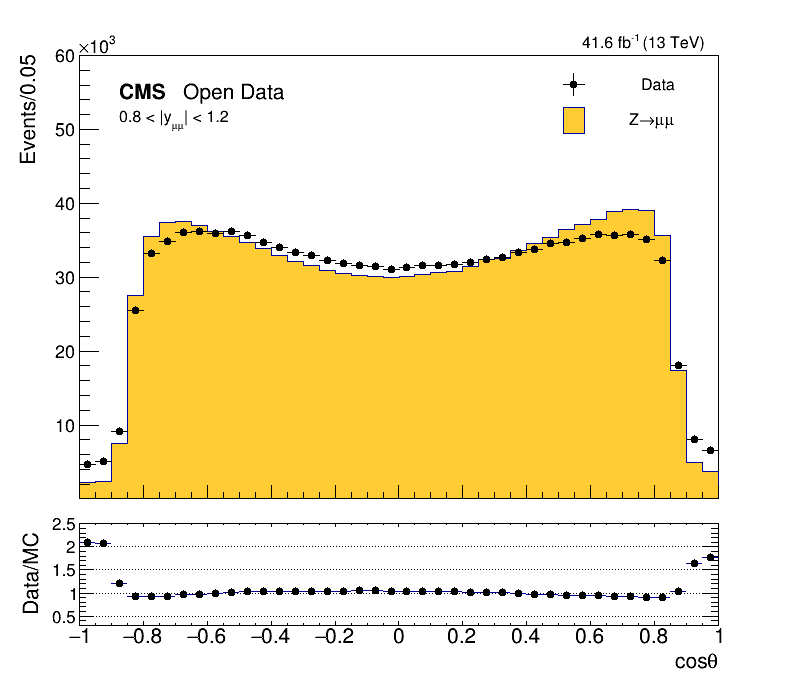 ×10³
41.6 fb⁻¹ (13 TeV)
60
50
40
30
20
10
Events/0.05
CMS Open Data
0.8 < |y_μμ| < 1.2
Data
Z→μμ
2.5
2
1.5
1
0.5
Data/MC
−1 −0.8 −0.6 −0.4 −0.2 0 0.2 0.4 0.6 0.8 1
cosθ